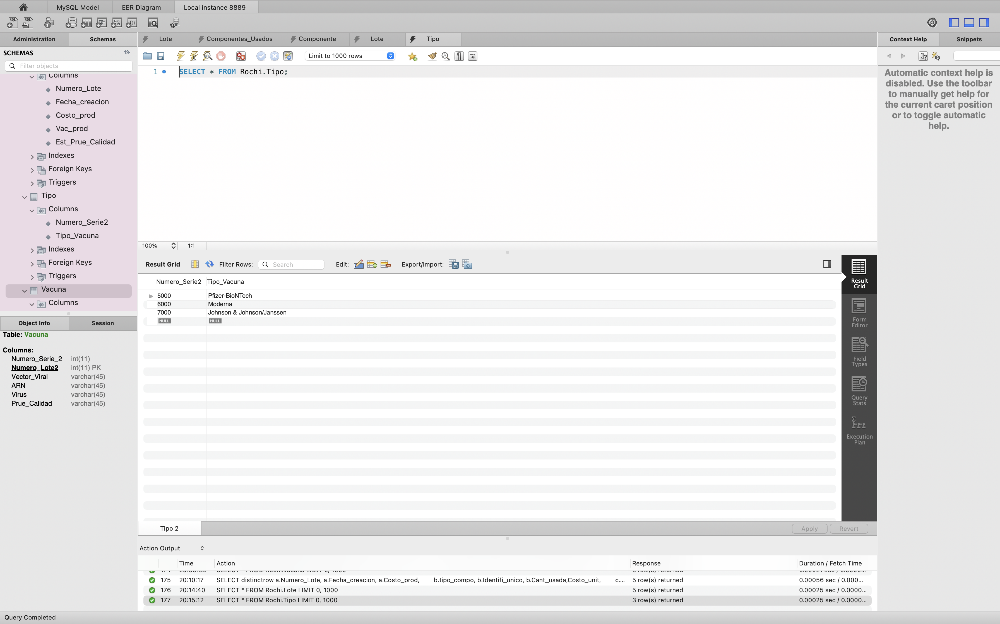 MySQL Model EER Diagram Local instance 8889
Administration Schemas
SCHEMAS
Filter objects
Columns
Numero_Lote
Fecha_creacion
Costo_prod
Vac_prod
Est_Prue_Calidad
Indexes
Foreign Keys
Triggers
Tipo
Columns
Numero_Serie2
Tipo_Vacuna
Indexes
Foreign Keys
Triggers
Vacuna
Columns
Object Info Session
Table: Vacuna
Columns:
Numero_Serie_2 int(11)
Numero_Lote2 int(11) PK
Vector_Viral varchar(45)
ARN varchar(45)
Virus varchar(45)
Prue_Calidad varchar(45)
Lote Componentes_Usados Componente Lote Tipo
Limit to 1000 rows
1 SELECT * FROM Rochi.Tipo;
100% 1:1
Result Grid Filter Rows: Search Edit: Export/Import:
Numero_Serie2 Tipo_Vacuna
5000 Pfizer-BioNTech
6000 Moderna
7000 Johnson & Johnson/Janssen
NULL NULL
Result
Grid
Form
Editor
Field
Types
Query
Stats
Execution
Plan
Tipo 2 Apply Revert
Action Output
Time Action Response Duration / Fetch Time
175 20:10:17 SELECT distinctrow a.Numero_Lote, a.Fecha_creacion, a.Costo_prod, b.tipo_compo, b.Identifi_unico, b.Cant_usada,Costo_unit, c.... 5 row(s) returned 0.00056 sec / 0.000...
176 20:14:40 SELECT * FROM Rochi.Lote LIMIT 0, 1000 5 row(s) returned 0.00025 sec / 0.0000...
177 20:15:12 SELECT * FROM Rochi.Tipo LIMIT 0, 1000 3 row(s) returned 0.00025 sec / 0.0000...
Context Help Snippets
Automatic context help is
disabled. Use the toolbar
to manually get help for
the current caret position
or to toggle automatic
help.
Query Completed